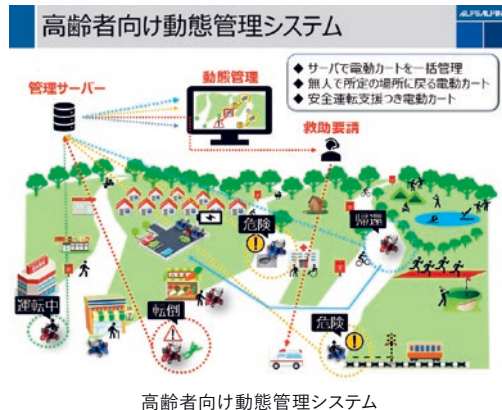 高齢者向け動態管理システム
ALPSALPINE
◆ サーバで電動カートを一括管理
◆ 無人で所定の場所に戻る電動カート
◆ 安全運転支援つき電動カート
動態管理
管理サーバー
救助要請
危険
運転中
転倒
危険
高齢者向け動態管理システム